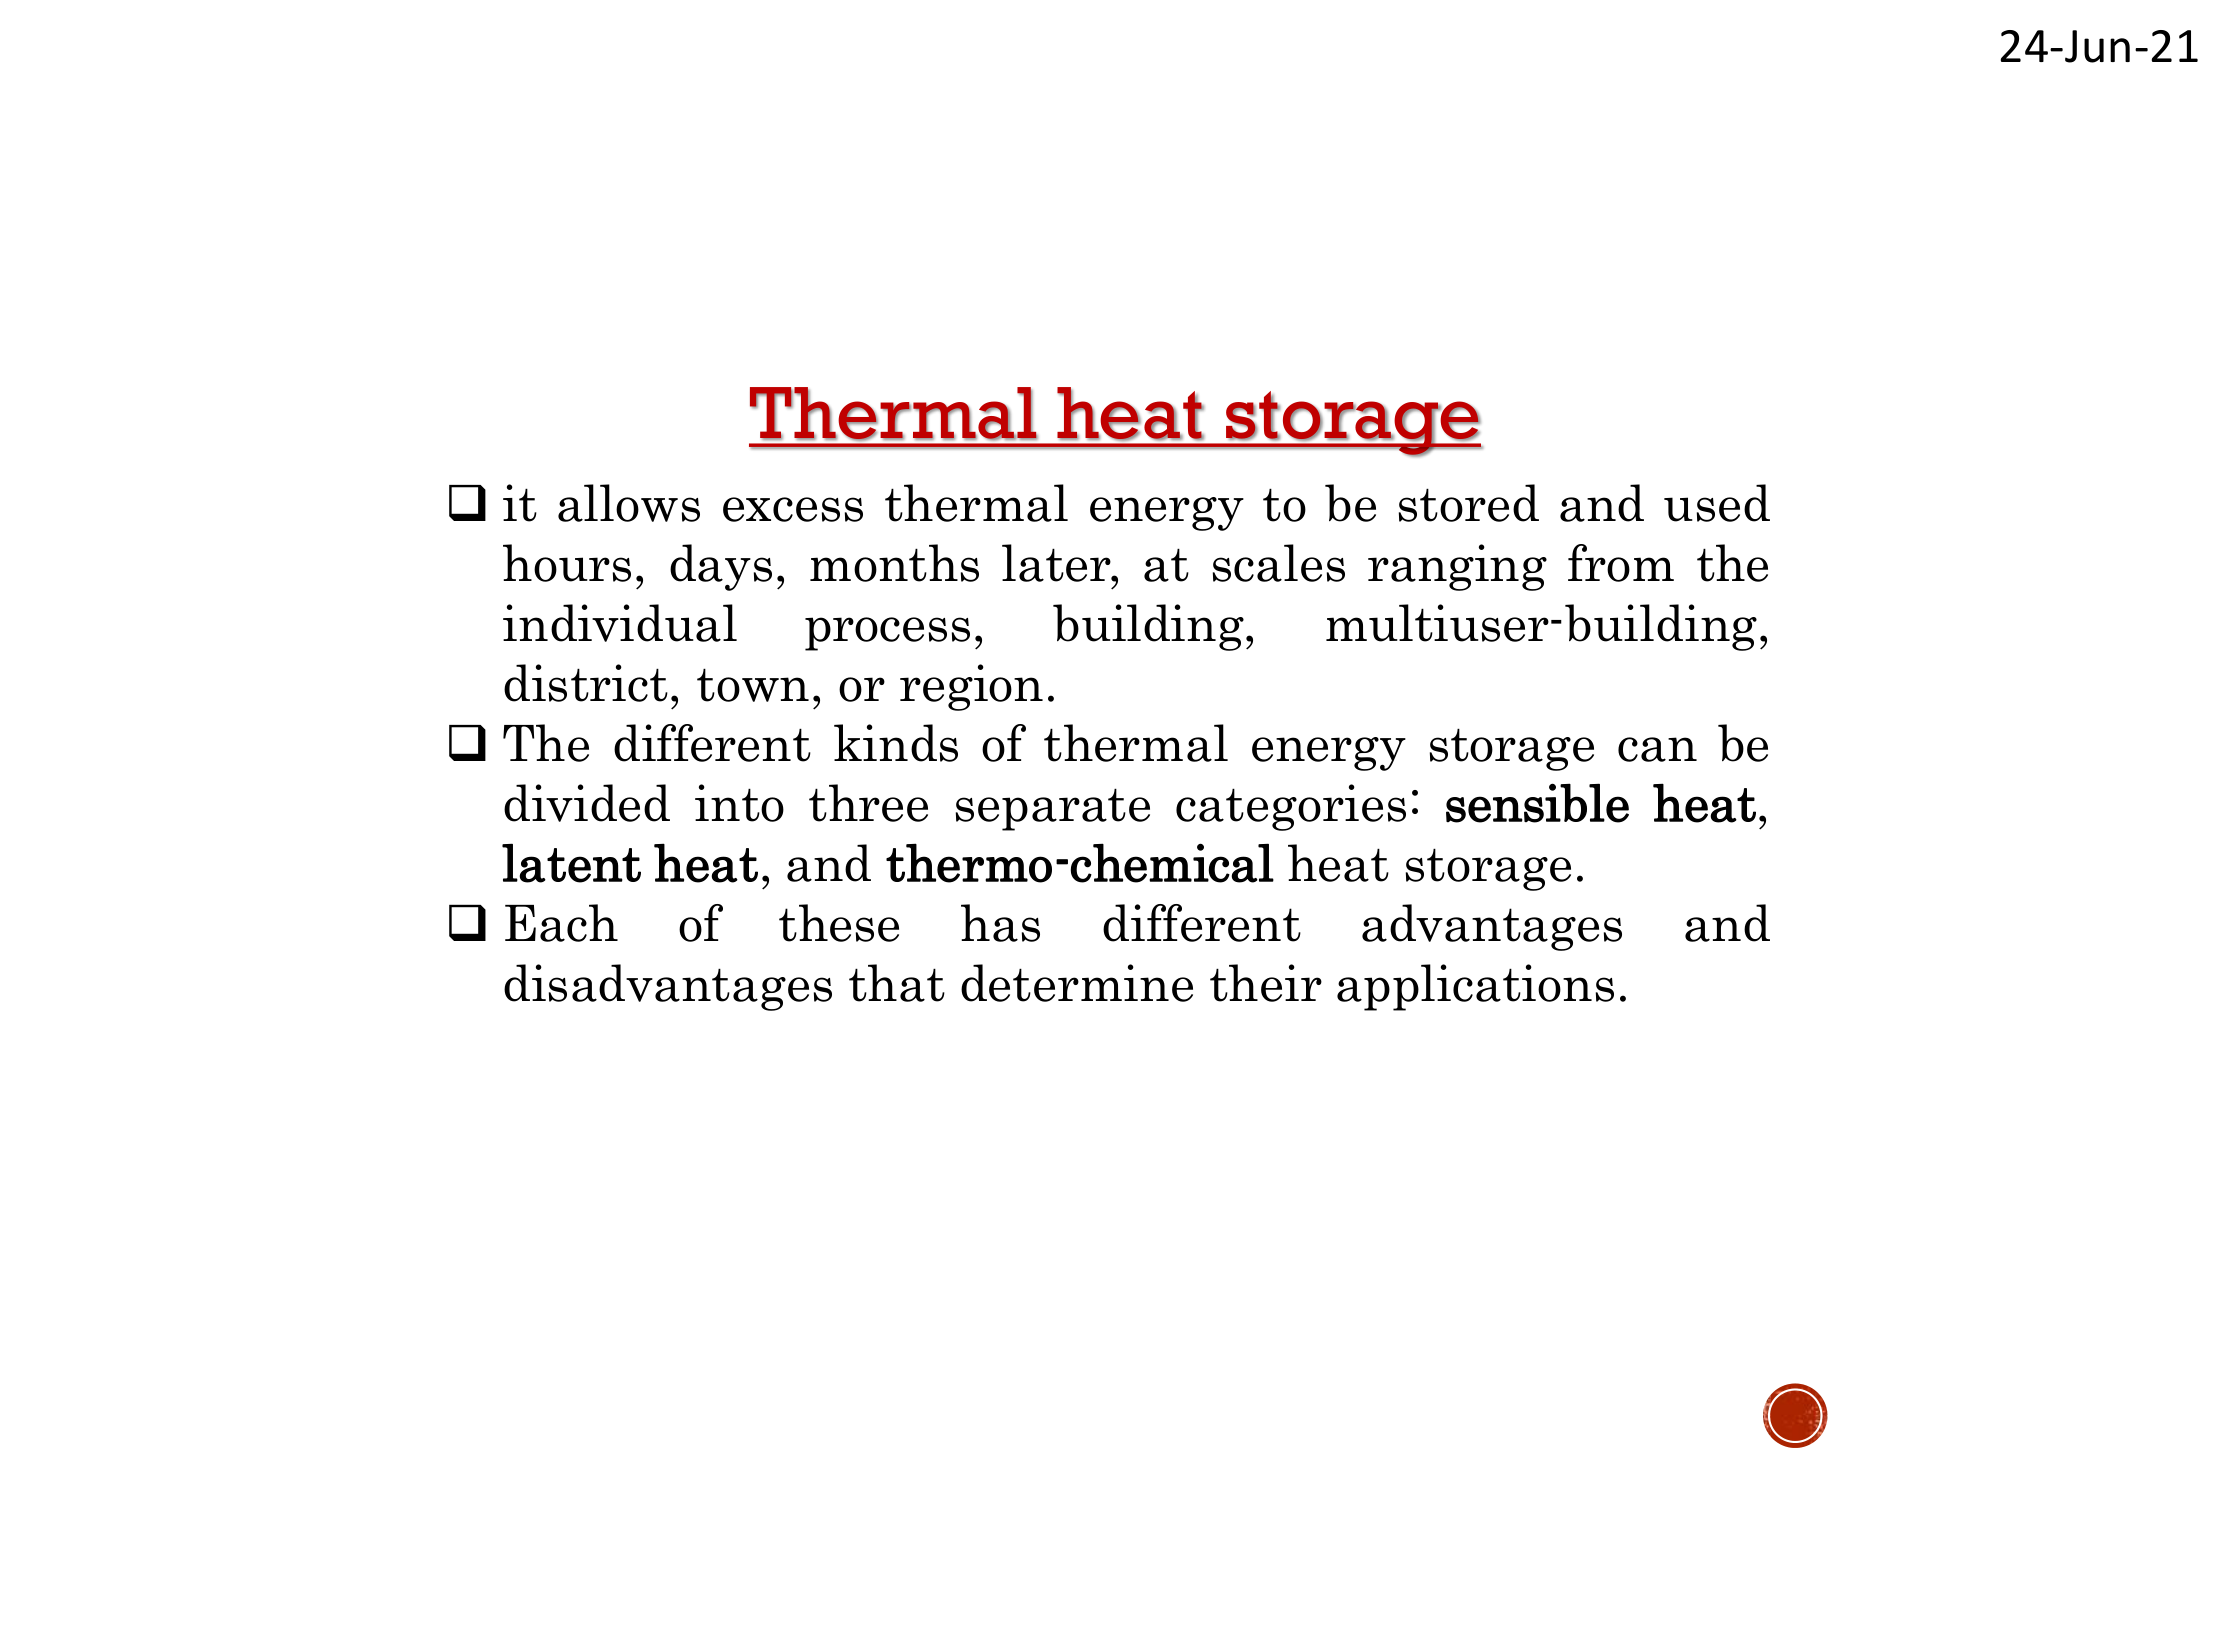 24-Jun-21
Thermal heat storage
❑ it allows excess thermal energy to be stored and used
hours, days, months later, at scales ranging from the
individual process, building, multiuser-building,
district, town, or region.
❑ The different kinds of thermal energy storage can be
divided into three separate categories: sensible heat,
latent heat, and thermo-chemical heat storage.
❑ Each of these has different advantages and
disadvantages that determine their applications.